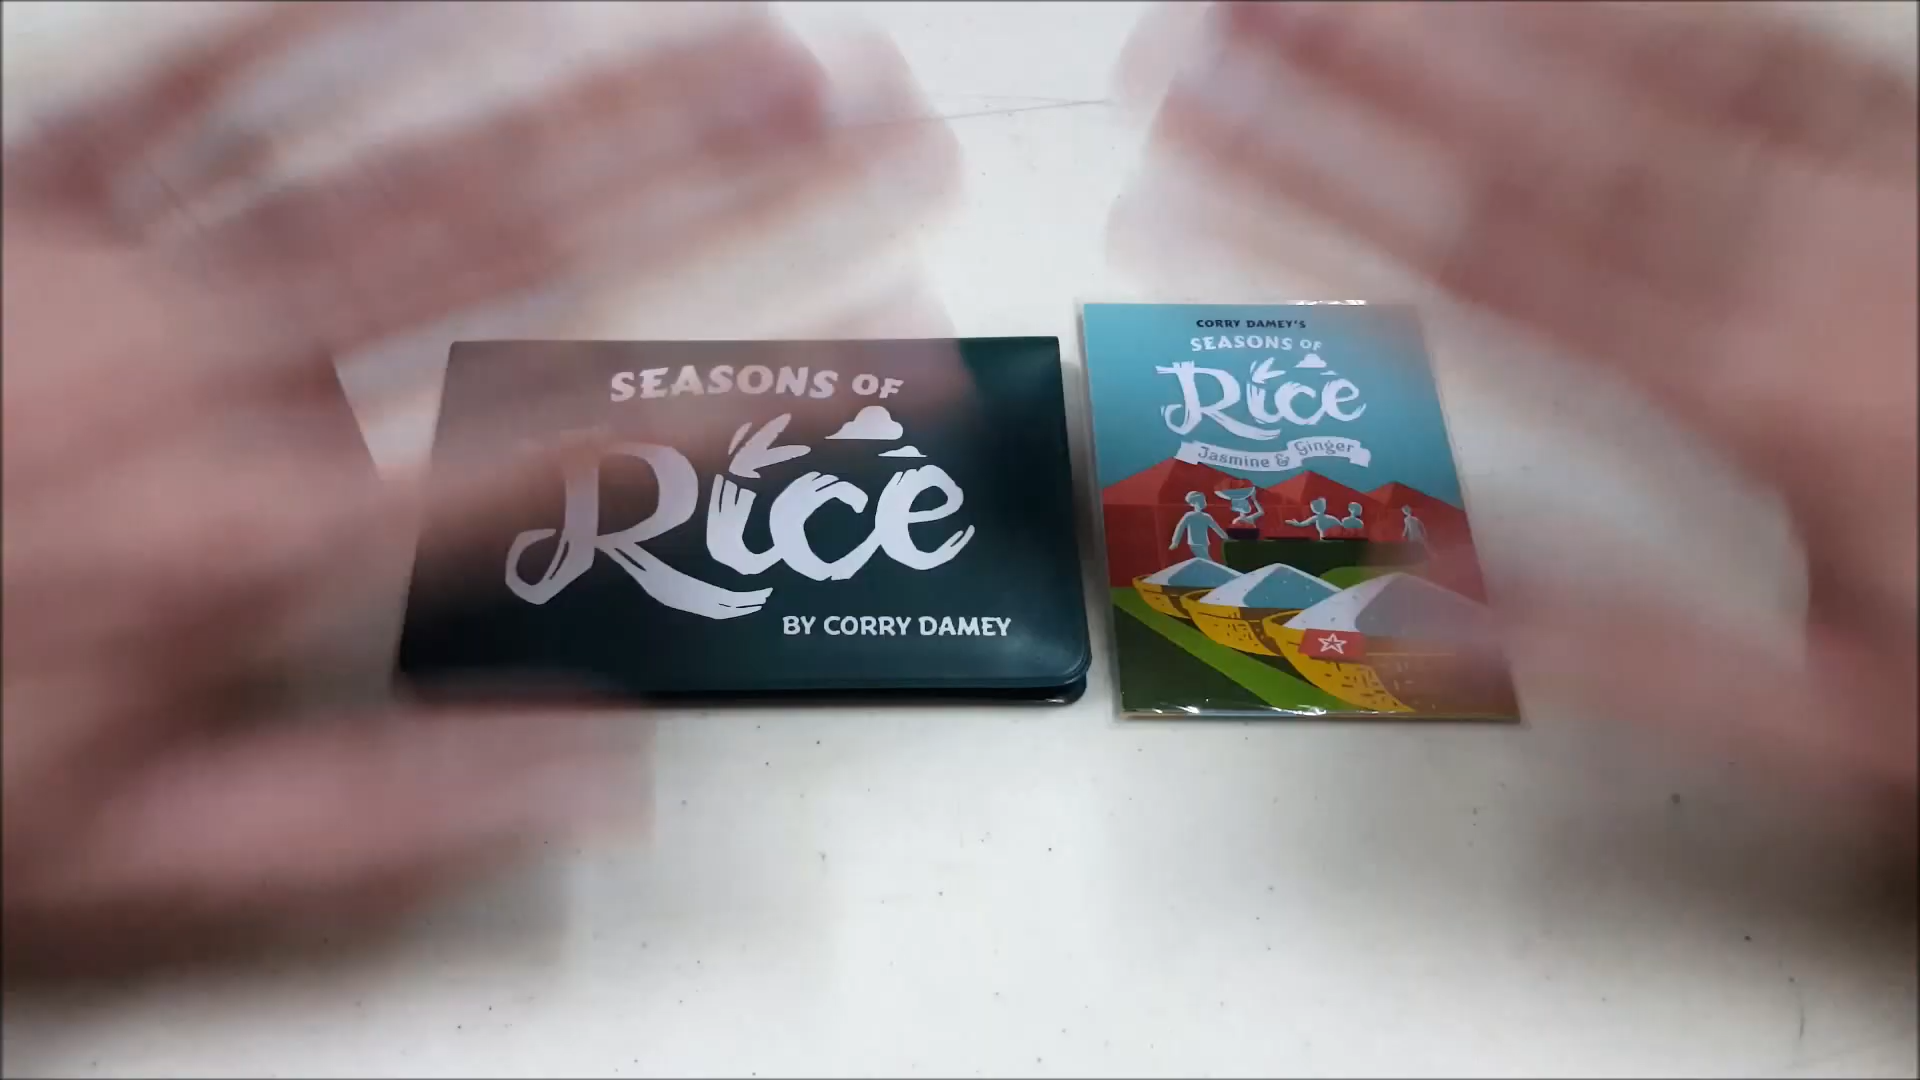 SEASONS OF
Rice
BY CORRY DAMEY
CORRY DAMEY'S
SEASONS OF
Rice
Jasmine & Ginger